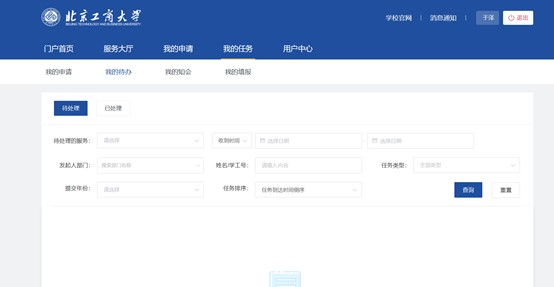 北京工商大学
BEIJING TECHNOLOGY AND BUSINESS UNIVERSITY
学校官网 | 消息通知 | 于泽 退出
门户首页 服务大厅 我的申请 我的任务 用户中心
我的申请 我的待办 我的知会 我的填报
待处理 已处理
待处理的服务: 请选择 收到时间 选择日期 - 选择日期
发起人部门: 搜索部门名称 姓名/学工号: 请输入内容 任务类型: 全部类型
提交年份: 请选择 任务排序: 任务到达时间倒序 查询 重置